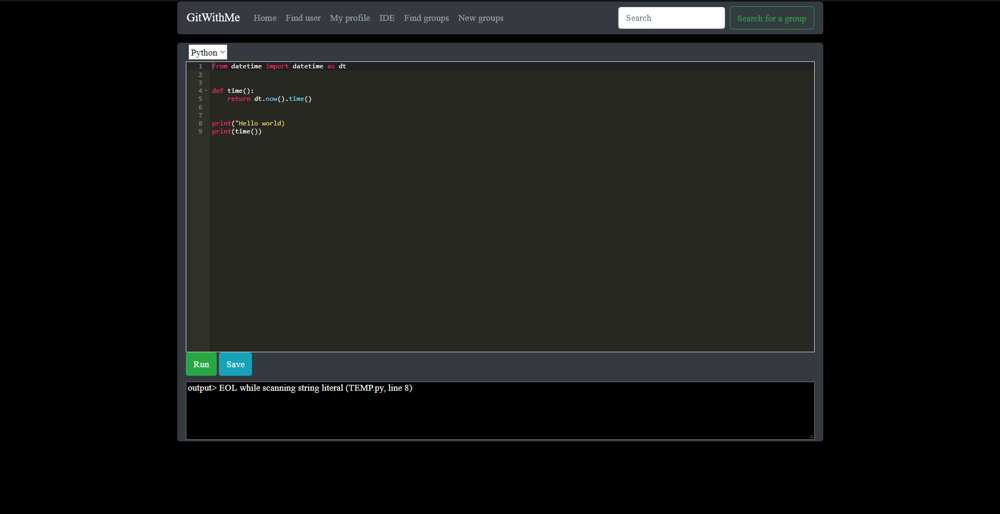 GitWithMe Home Find user My profile IDE Find groups New groups Search Search for a group
Python
1 from datetime import datetime as dt
2
3
4 def time():
5     return dt.now().time()
6
7
8 print("Hello world)
9 print(time())
Run Save
output> EOL while scanning string literal (TEMP.py, line 8)